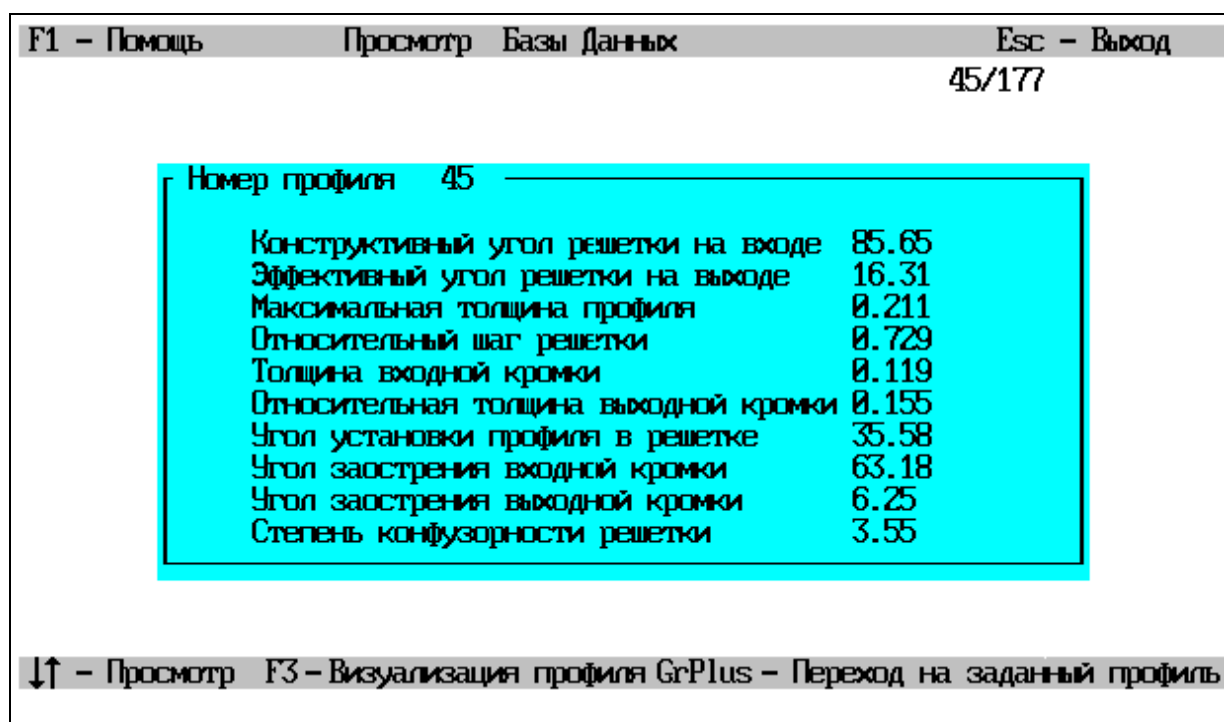 F1 – Помощь Просмотр Базы Данных Esc – Выход
45/177
Номер профиля 45
Конструктивный угол решетки на входе 85.65
Эффективный угол решетки на выходе 16.31
Максимальная толщина профиля 0.211
Относительный шаг решетки 0.729
Толщина входной кромки 0.119
Относительная толщина выходной кромки 0.155
Угол установки профиля в решетке 35.58
Угол заострения входной кромки 63.18
Угол заострения выходной кромки 6.25
Степень конфузорности решетки 3.55
↓↑ – Просмотр F3 – Визуализация профиля GrPlus – Переход на заданный профиль